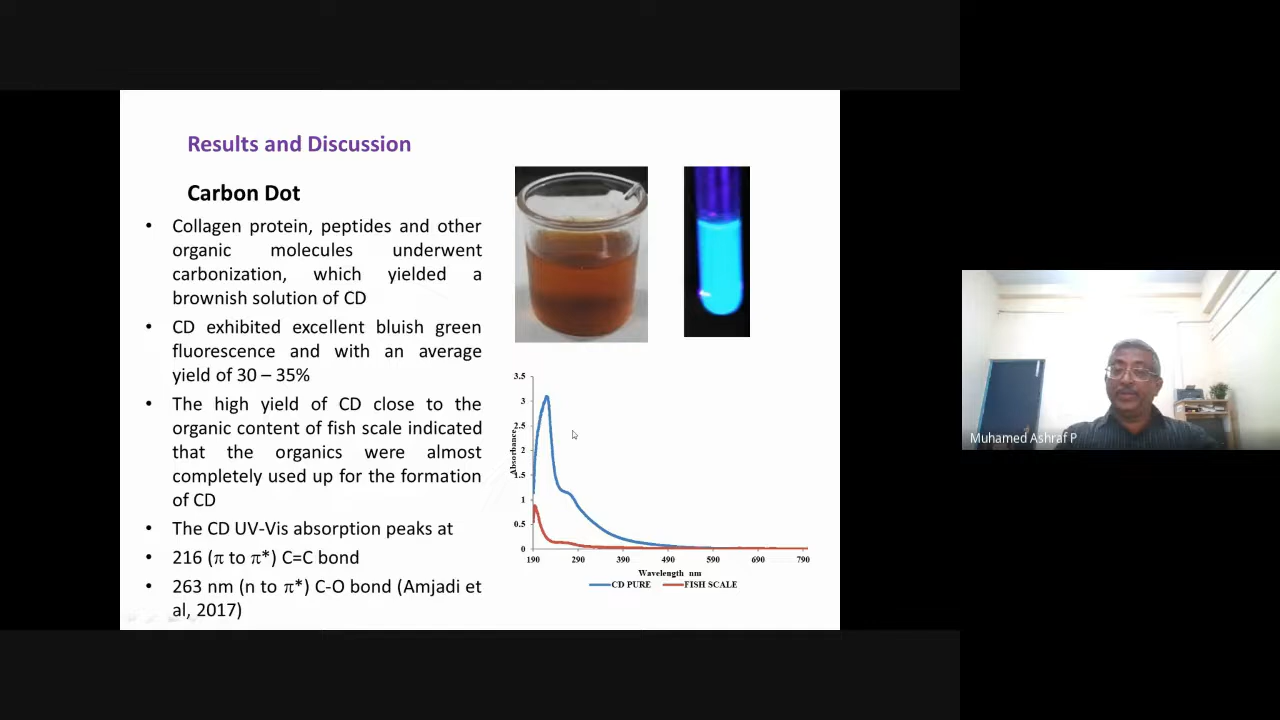 Results and Discussion
Carbon Dot
• Collagen protein, peptides and other
organic molecules underwent
carbonization, which yielded a
brownish solution of CD
• CD exhibited excellent bluish green
fluorescence and with an average
yield of 30 – 35%
• The high yield of CD close to the
organic content of fish scale indicated
that the organics were almost
completely used up for the formation
of CD
• The CD UV-Vis absorption peaks at
• 216 (π to π*) C=C bond
• 263 nm (n to π*) C-O bond (Amjadi et
al, 2017)
3.5
3
2.5
2
1.5
1
0.5
0
Absorbance
190 290 390 490 590 690 790
Wavelength nm
CD PURE FISH SCALE
Muhamed Ashraf P